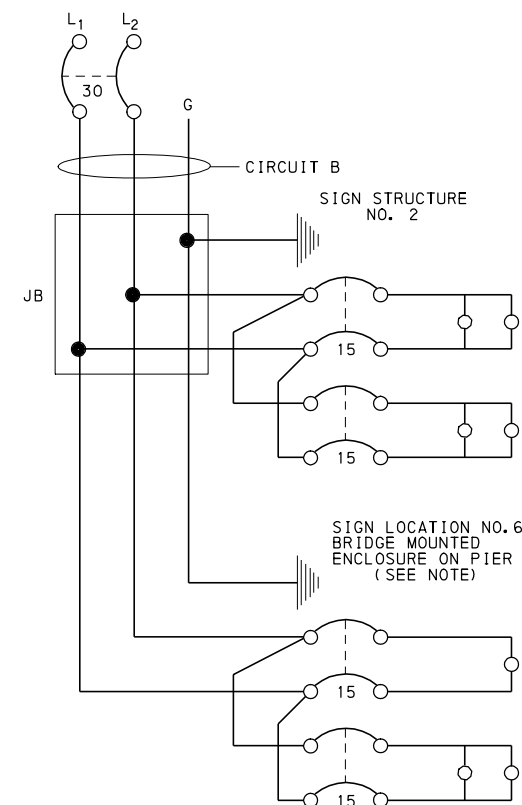 L1 L2
30
G
CIRCUIT B
SIGN STRUCTURE
NO. 2
JB
15
15
SIGN LOCATION NO.6
BRIDGE MOUNTED
ENCLOSURE ON PIER
(SEE NOTE)
15
15